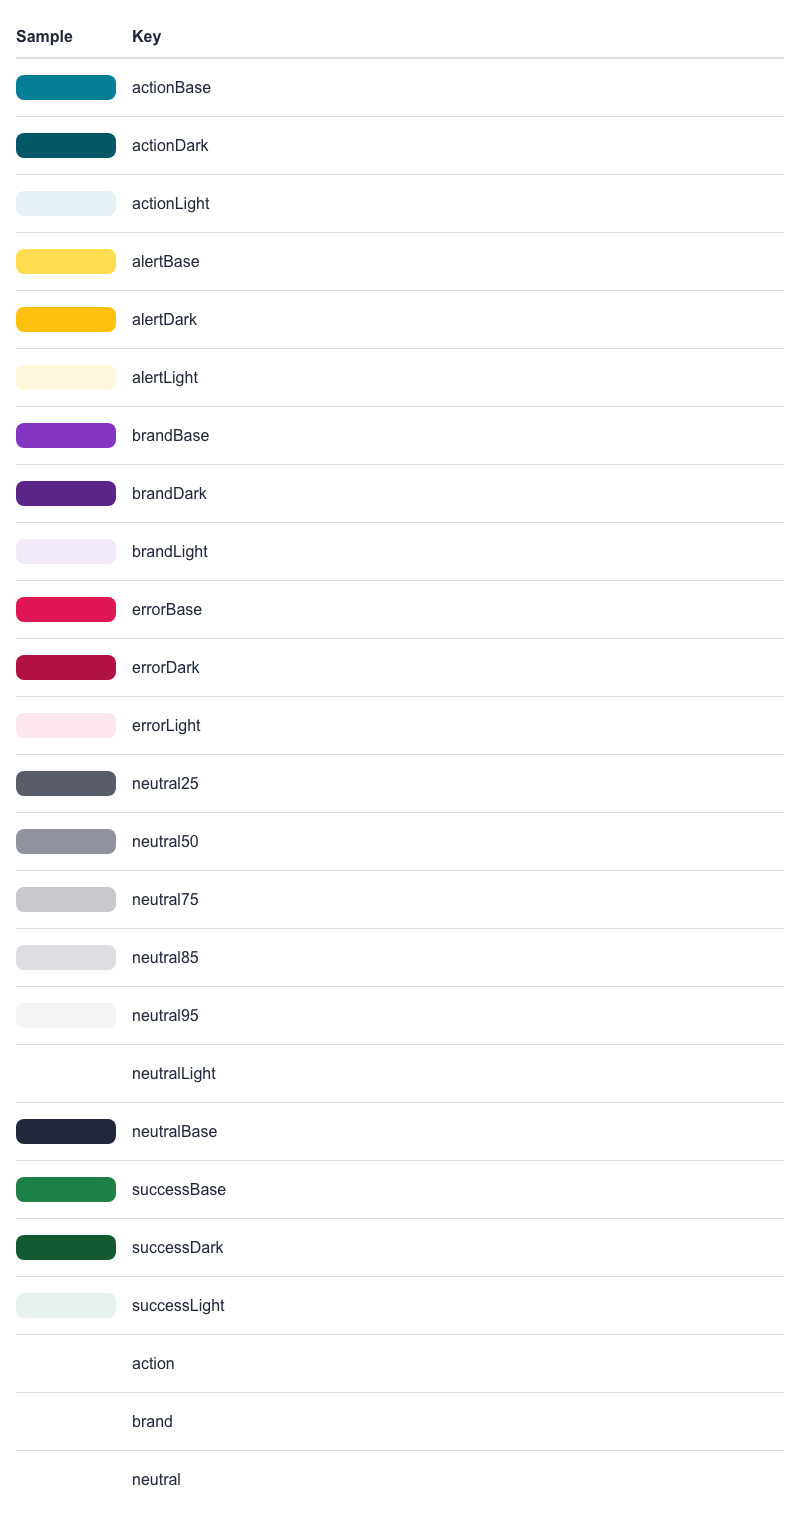 Sample Key
actionBase
actionDark
actionLight
alertBase
alertDark
alertLight
brandBase
brandDark
brandLight
errorBase
errorDark
errorLight
neutral25
neutral50
neutral75
neutral85
neutral95
neutralLight
neutralBase
successBase
successDark
successLight
action
brand
neutral